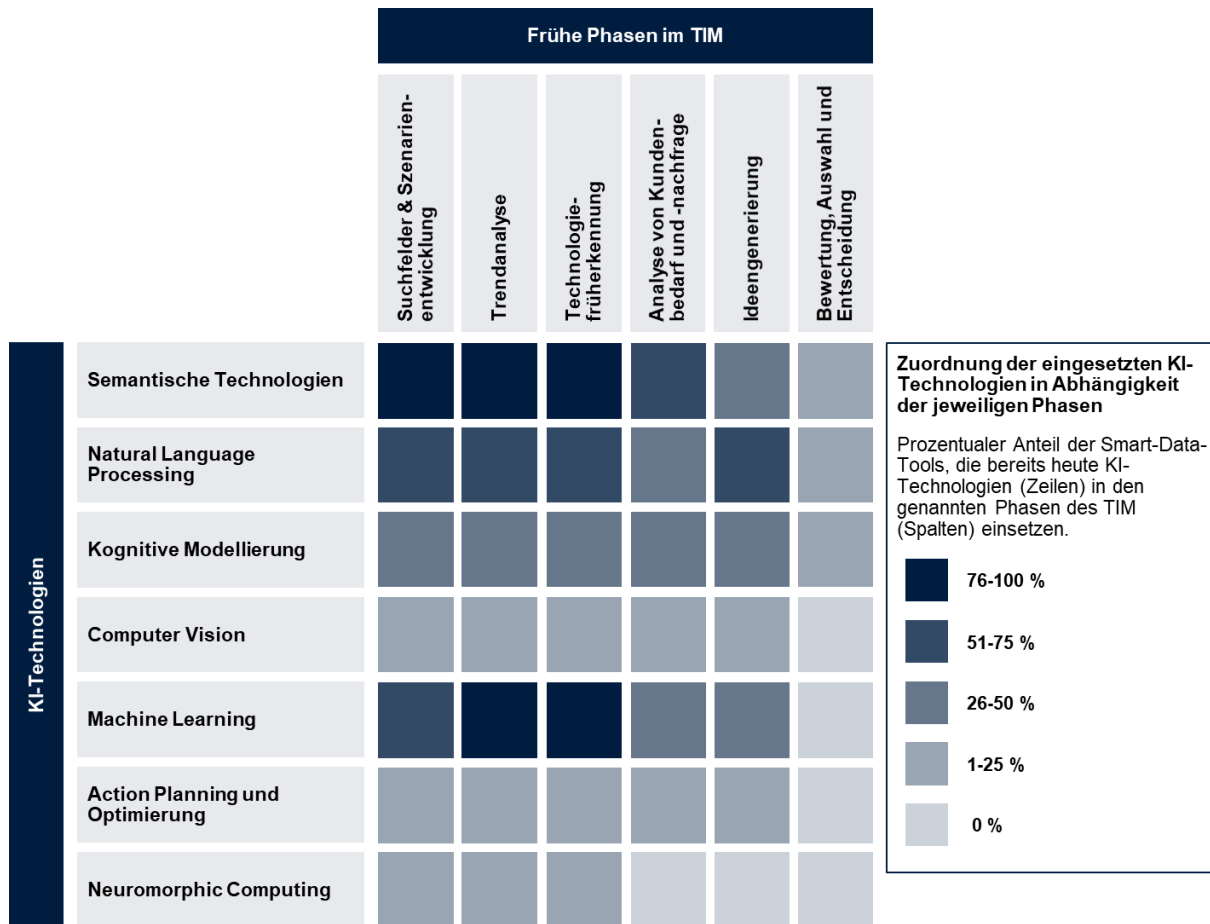 Frühe Phasen im TIM
Suchfelder & Szenarien-
entwicklung
Trendanalyse
Technologie-
früherkennung
Analyse von Kunden-
bedarf und -nachfrage
Ideengenerierung
Bewertung, Auswahl und
Entscheidung
KI-Technologien
Semantische Technologien
Natural Language
Processing
Kognitive Modellierung
Computer Vision
Machine Learning
Action Planning und
Optimierung
Neuromorphic Computing
Zuordnung der eingesetzten KI-
Technologien in Abhängigkeit
der jeweiligen Phasen
Prozentualer Anteil der Smart-Data-
Tools, die bereits heute KI-
Technologien (Zeilen) in den
genannten Phasen des TIM
(Spalten) einsetzen.
76-100 %
51-75 %
26-50 %
1-25 %
0 %